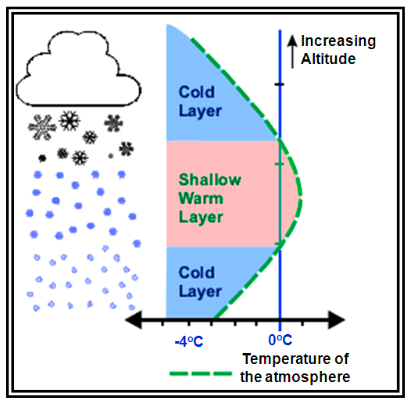 Increasing
Altitude
Cold
Layer
Shallow
Warm
Layer
Cold
Layer
-4°C
0°C
Temperature of
the atmosphere